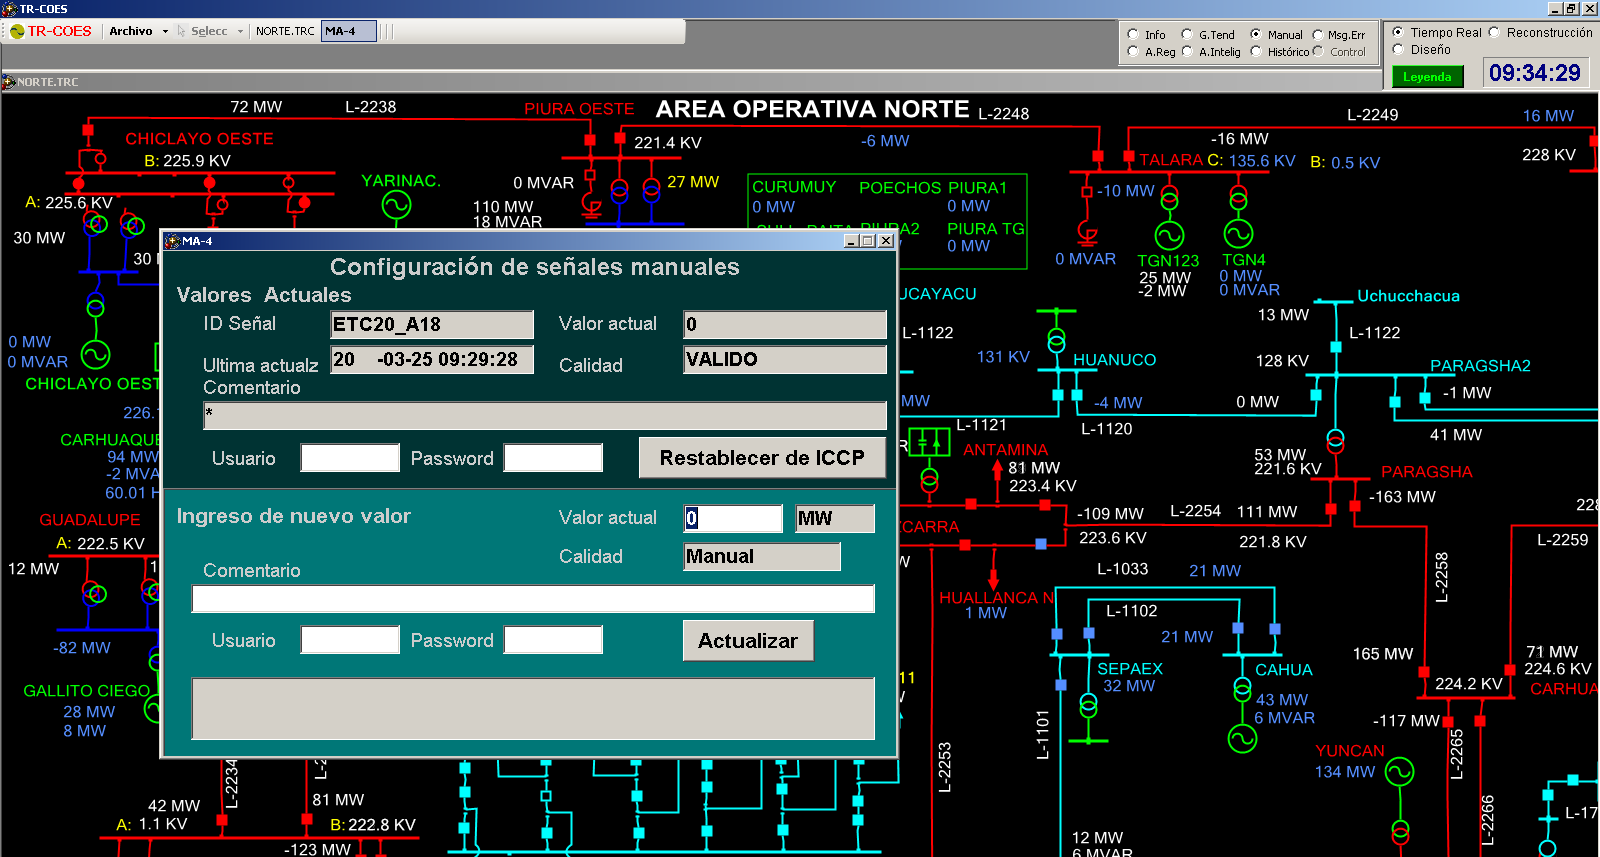 TR-COES
TR-COES Archivo Selecc NORTE.TRC MA-4
Info G.Tend Manual Msg.Err
A.Reg A.Intelig Histórico Control
Tiempo Real Reconstrucción
Diseño
Leyenda 09:34:29
NORTE.TRC
AREA OPERATIVA NORTE
72 MW L-2238 PIURA OESTE L-2248 L-2249 16 MW
CHICLAYO OESTE 221.4 KV -6 MW -16 MW 228 KV
B: 225.9 KV TALARA C: 135.6 KV B: 0.5 KV
YARINAC. 0 MVAR 27 MW -10 MW
A: 225.6 KV 110 MW
18 MVAR
CURUMUY POECHOS PIURA1
0 MW 0 MW
PIURA2 PIURA TG
0 MW
30 MW 30
0 MVAR TGN123 TGN4
25 MW 0 MW
-2 MW 0 MVAR
MA-4
Configuración de señales manuales
Valores Actuales
ID Señal ETC20_A18 Valor actual 0
Ultima actualz 20 -03-25 09:29:28 Calidad VALIDO
Comentario
*
Usuario Password Restablecer de ICCP
Ingreso de nuevo valor Valor actual 0 MW
Calidad Manual
Comentario
Usuario Password Actualizar
0 MW
0 MVAR
CHICLAYO OEST
226.
CARHUAQUE
94 MW
-2 MVA
60.01 H
GUADALUPE
A: 222.5 KV
12 MW 1
-82 MW
GALLITO CIEGO
28 MW
8 MW
UCAYACU Uchucchacua
13 MW
L-1122 L-1122
131 KV HUANUCO 128 KV PARAGSHA2
MW -4 MW 0 MW -1 MW
L-1121 L-1120 41 MW
R ANTAMINA 53 MW
81 MW 221.6 KV PARAGSHA
223.4 KV -163 MW
CARRA -109 MW L-2254 111 MW 228
223.6 KV 221.8 KV L-2259
L-1033 21 MW L-2258
HUALLANCA N L-1102
1 MW 21 MW
165 MW 71 MW
SEPAEX CAHUA 224.6 KV
32 MW 43 MW 224.2 KV CARHUA
11 6 MVAR -117 MW
L-1101 YUNCAN L-2265
L-2253 134 MW
L-2266 L-17
L-2234 L-2
42 MW 81 MW
A: 1.1 KV B: 222.8 KV
-123 MW
12 MW
6 MVAR